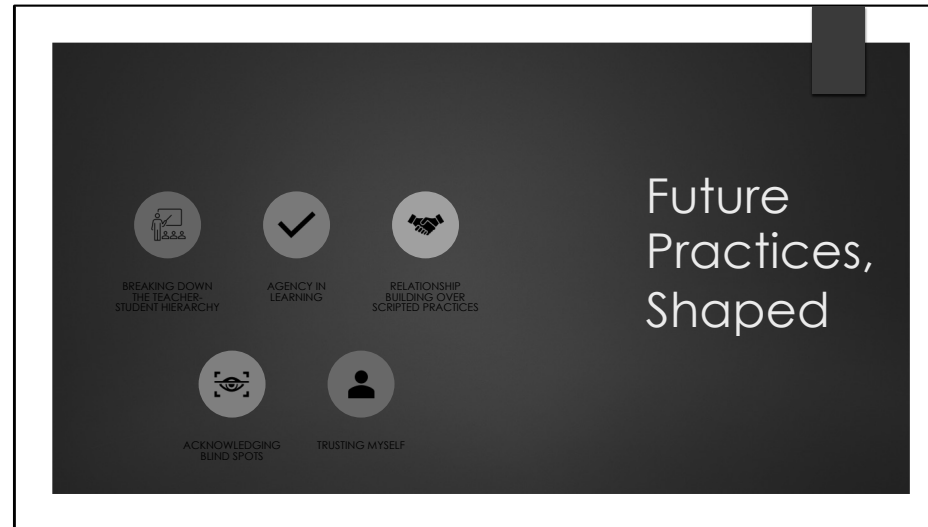 Future
Practices,
Shaped
BREAKING DOWN
THE TEACHER-
STUDENT HIERARCHY
AGENCY IN
LEARNING
RELATIONSHIP
BUILDING OVER
SCRIPTED PRACTICES
ACKNOWLEDGING
BLIND SPOTS
TRUSTING MYSELF